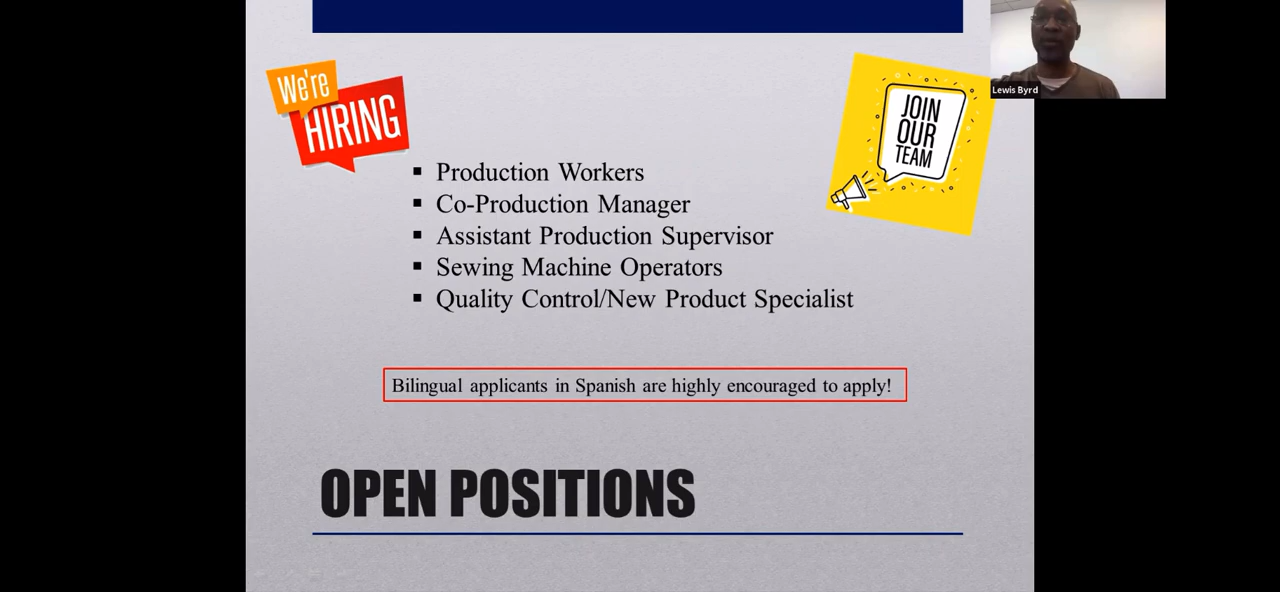 We're
HIRING
JOIN
OUR
TEAM
Lewis Byrd
Production Workers
Co-Production Manager
Assistant Production Supervisor
Sewing Machine Operators
Quality Control/New Product Specialist
Bilingual applicants in Spanish are highly encouraged to apply!
OPEN POSITIONS